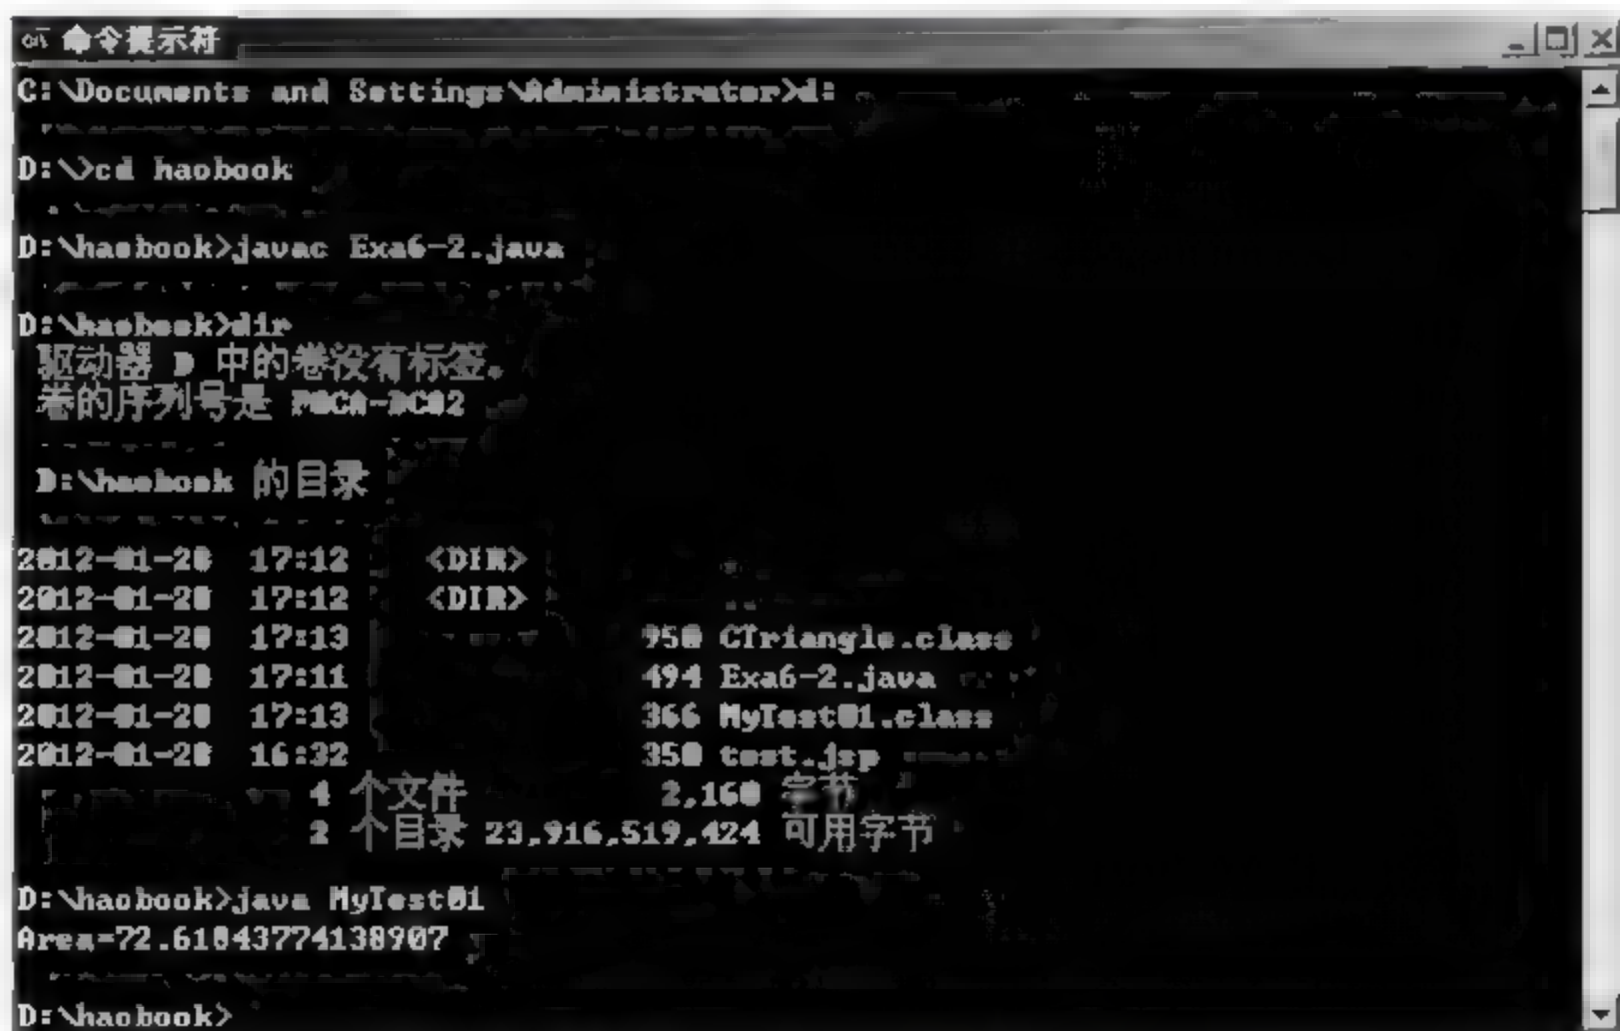 命令提示符
C:\Documents and Settings\Administrator>d:
D:\>cd haobook
D:\haobook>javac Exa6-2.java
D:\haobook>dir
驱动器 D 中的卷没有标签。
卷的序列号是
D:\haobook 的目录
2012-01-20 17:12 <DIR>
2012-01-20 17:12 <DIR>
2012-01-20 17:13 950 CTriangle.class
2012-01-20 17:11 494 Exa6-2.java
2012-01-20 17:13 366 MyTest01.class
2012-01-20 16:32 350 test.jsp
4 个文件 2,160 字节
2 个目录 23,916,519,424 可用字节
D:\haobook>java MyTest01
Area=72.61843774138907
D:\haobook>